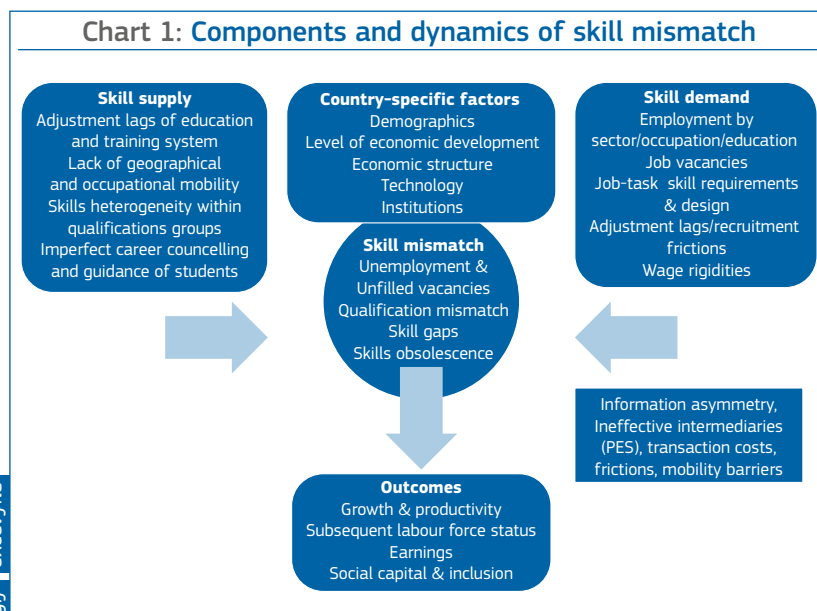 Chart 1: Components and dynamics of skill mismatch
Skill supply
Adjustment lags of education
and training system
Lack of geographical
and occupational mobility
Skills heterogeneity within
qualifications groups
Imperfect career councelling
and guidance of students
Country-specific factors
Demographics
Level of economic development
Economic structure
Technology
Institutions
Skill demand
Employment by
sector/occupation/education
Job vacancies
Job-task skill requirements
& design
Adjustment lags/recruitment
frictions
Wage rigidities
Skill mismatch
Unemployment &
Unfilled vacancies
Qualification mismatch
Skill gaps
Skills obsolescence
Information asymmetry,
Ineffective intermediaries
(PES), transaction costs,
frictions, mobility barriers
Outcomes
Growth & productivity
Subsequent labour force status
Earnings
Social capital & inclusion